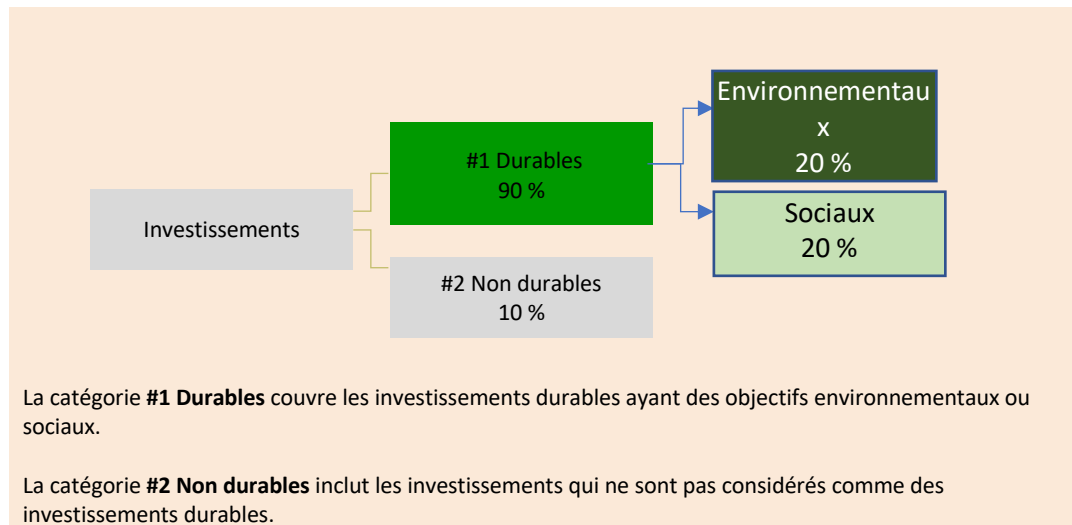 Environnementau
x
20 %
#1 Durables
90 %
Sociaux
20 %
Investissements
#2 Non durables
10 %
La catégorie #1 Durables couvre les investissements durables ayant des objectifs environnementaux ou
sociaux.
La catégorie #2 Non durables inclut les investissements qui ne sont pas considérés comme des
investissements durables.